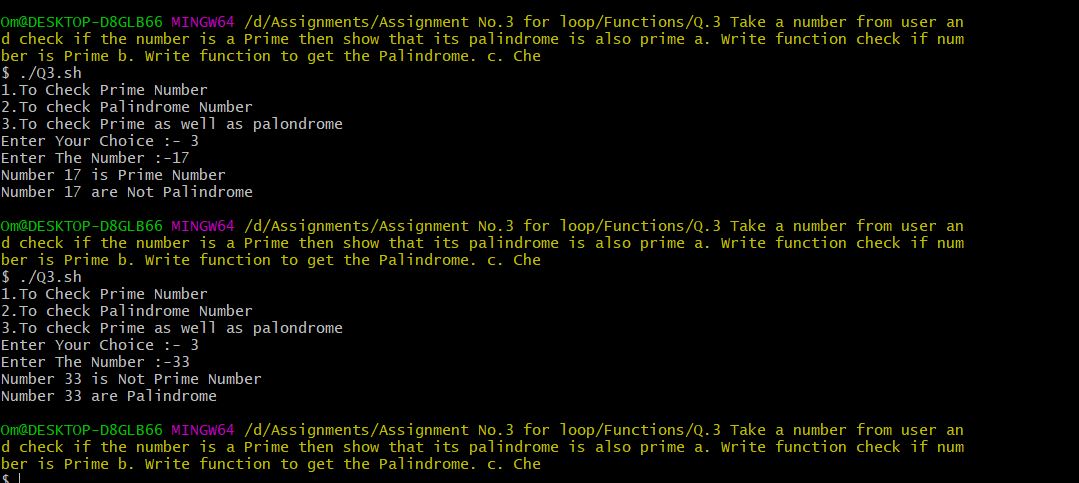 Om@DESKTOP-D8GLB66 MINGW64 /d/Assignments/Assignment No.3 for loop/Functions/Q.3 Take a number from user an
d check if the number is a Prime then show that its palindrome is also prime a. Write function check if num
ber is Prime b. Write function to get the Palindrome. c. Che
$ ./Q3.sh
1.To Check Prime Number
2.To check Palindrome Number
3.To check Prime as well as palondrome
Enter Your Choice :- 3
Enter The Number :-17
Number 17 is Prime Number
Number 17 are Not Palindrome
Om@DESKTOP-D8GLB66 MINGW64 /d/Assignments/Assignment No.3 for loop/Functions/Q.3 Take a number from user an
d check if the number is a Prime then show that its palindrome is also prime a. Write function check if num
ber is Prime b. Write function to get the Palindrome. c. Che
$ ./Q3.sh
1.To Check Prime Number
2.To check Palindrome Number
3.To check Prime as well as palondrome
Enter Your Choice :- 3
Enter The Number :-33
Number 33 is Not Prime Number
Number 33 are Palindrome
Om@DESKTOP-D8GLB66 MINGW64 /d/Assignments/Assignment No.3 for loop/Functions/Q.3 Take a number from user an
d check if the number is a Prime then show that its palindrome is also prime a. Write function check if num
ber is Prime b. Write function to get the Palindrome. c. Che
$